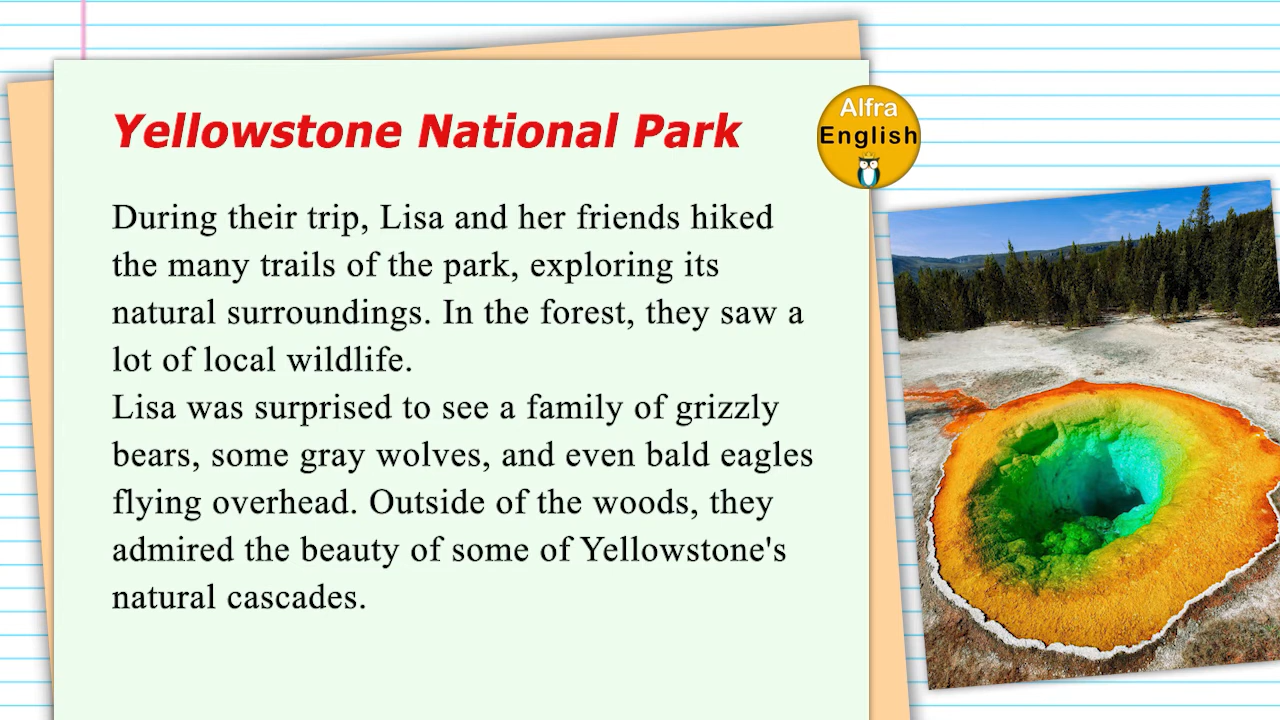 Yellowstone National Park
Alfra
English
During their trip, Lisa and her friends hiked
the many trails of the park, exploring its
natural surroundings. In the forest, they saw a
lot of local wildlife.
Lisa was surprised to see a family of grizzly
bears, some gray wolves, and even bald eagles
flying overhead. Outside of the woods, they
admired the beauty of some of Yellowstone's
natural cascades.